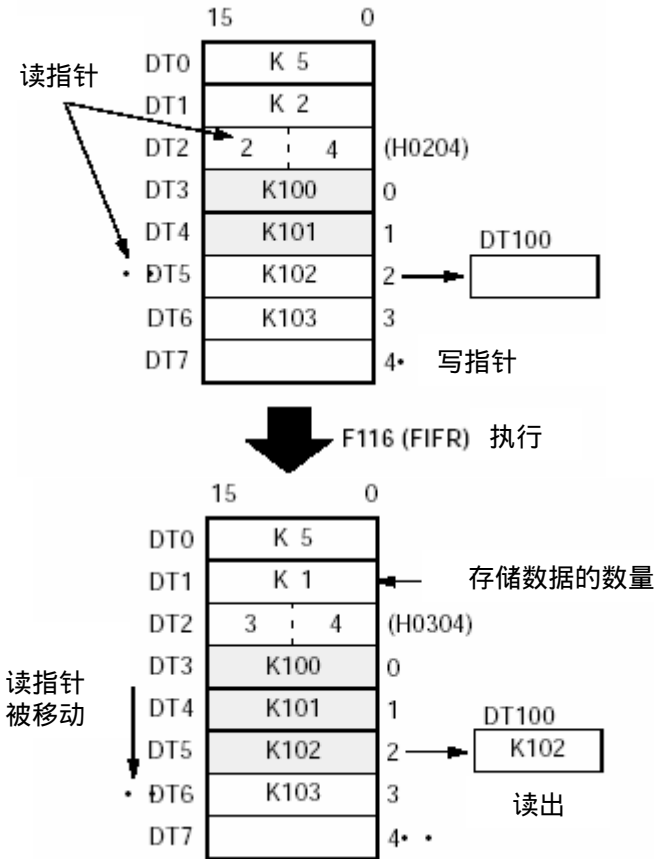 15 0
DT0 K 5
读指针
DT1 K 2
DT2 2 4 (H0204)
DT3 K100 0
DT4 K101 1
DT100
DT5 K102 2
DT6 K103 3
DT7 4 写指针
F116 (FIFR) 执行
15 0
DT0 K 5
DT1 K 1 存储数据的数量
DT2 3 4 (H0304)
DT3 K100 0
读指针
被移动
DT4 K101 1
DT100
DT5 K102 2 K102
DT6 K103 3
读出
DT7 4